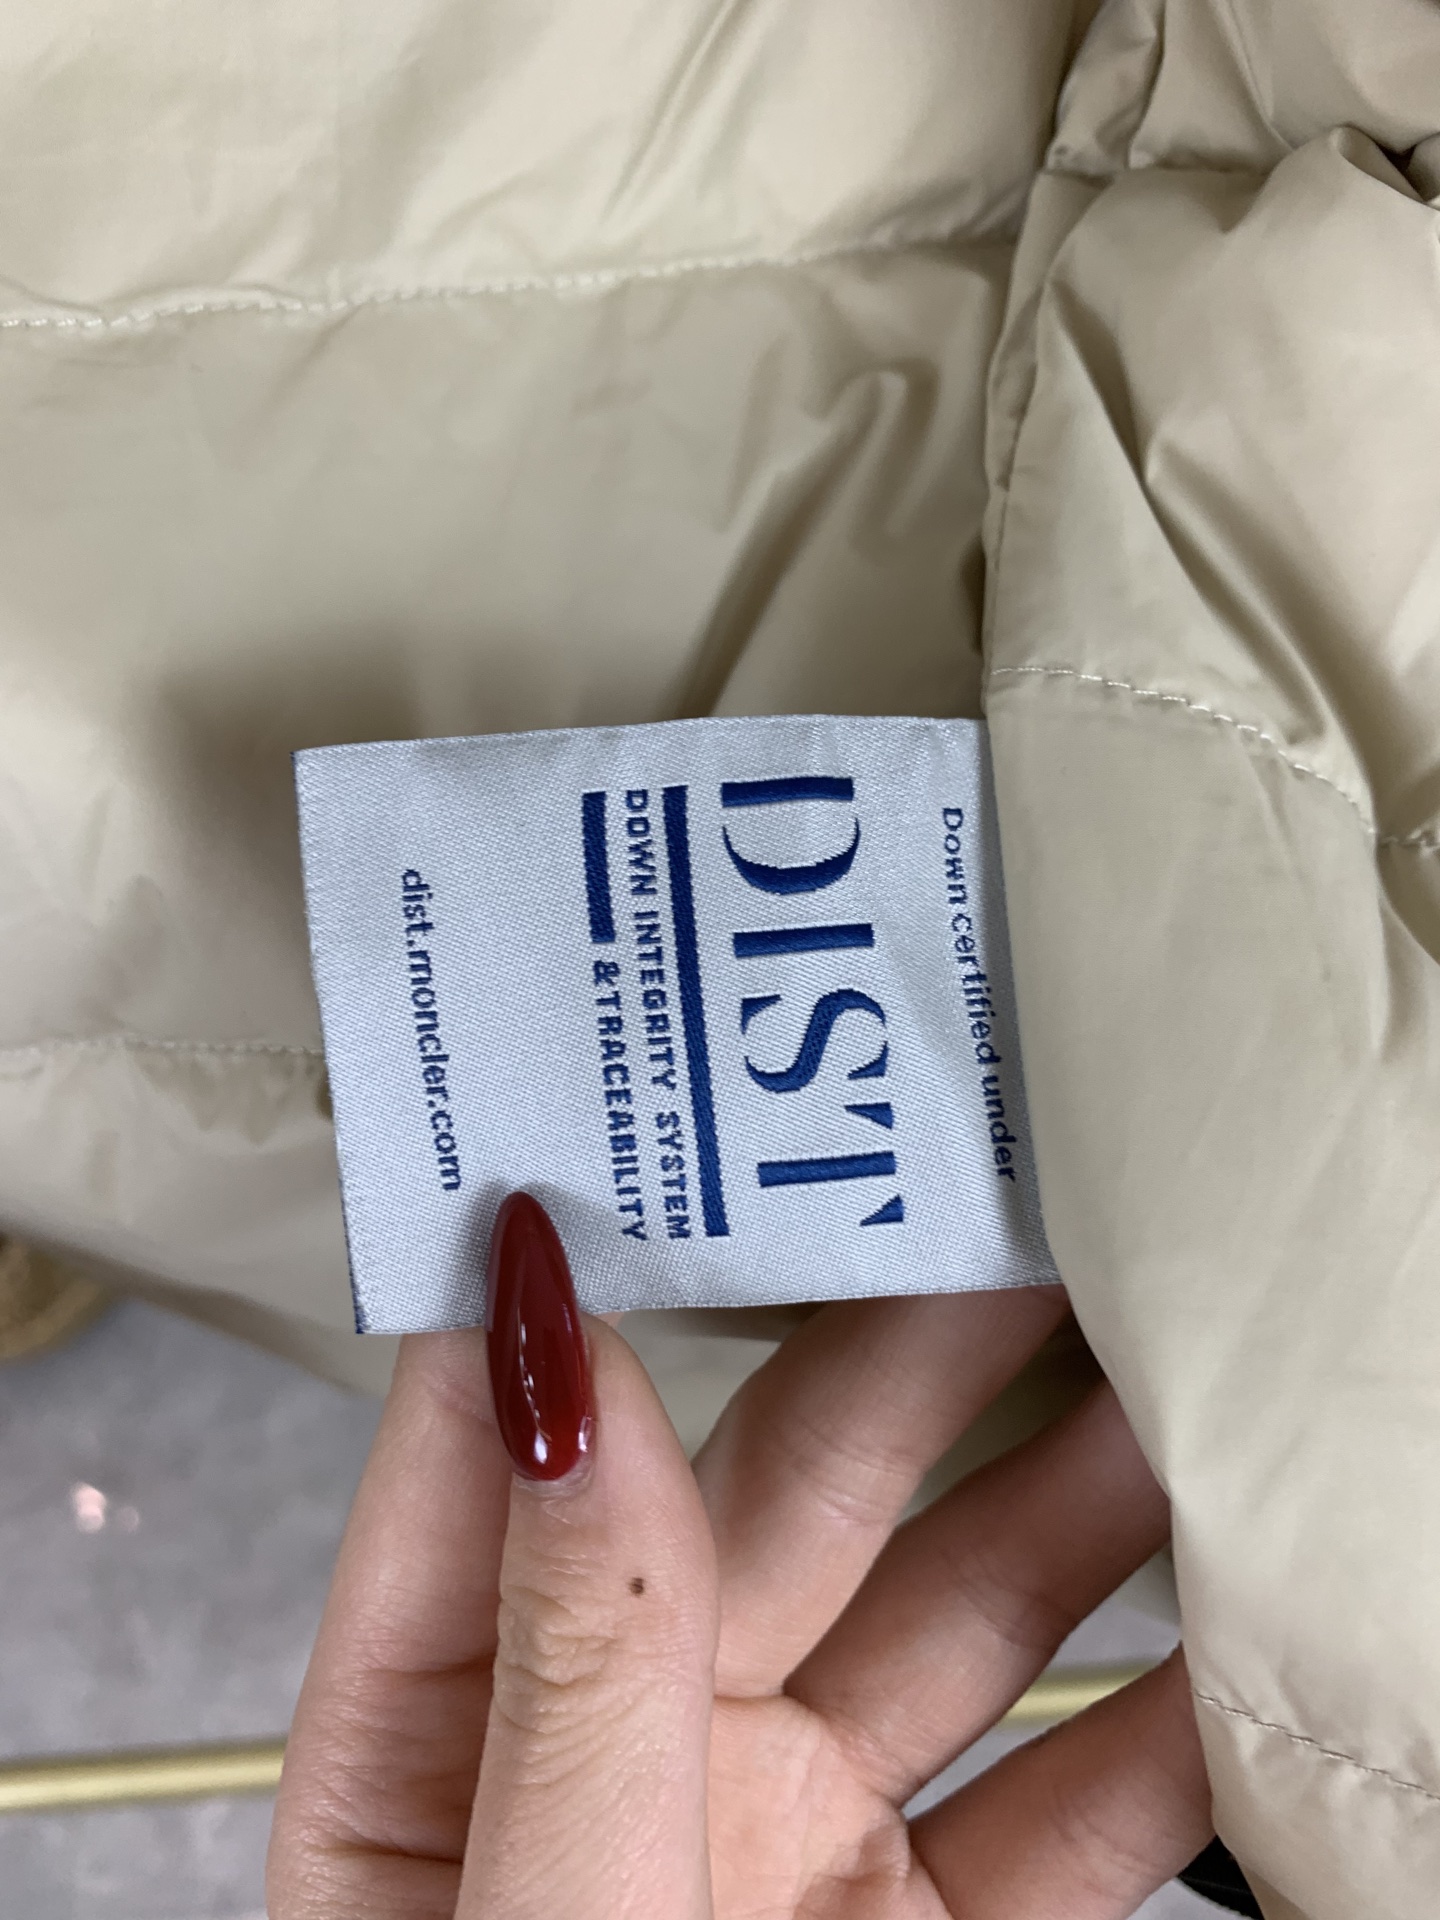 Down certified under
DIST
DOWN INTEGRITY SYSTEM
& TRACEABILITY
dist.moncler.com